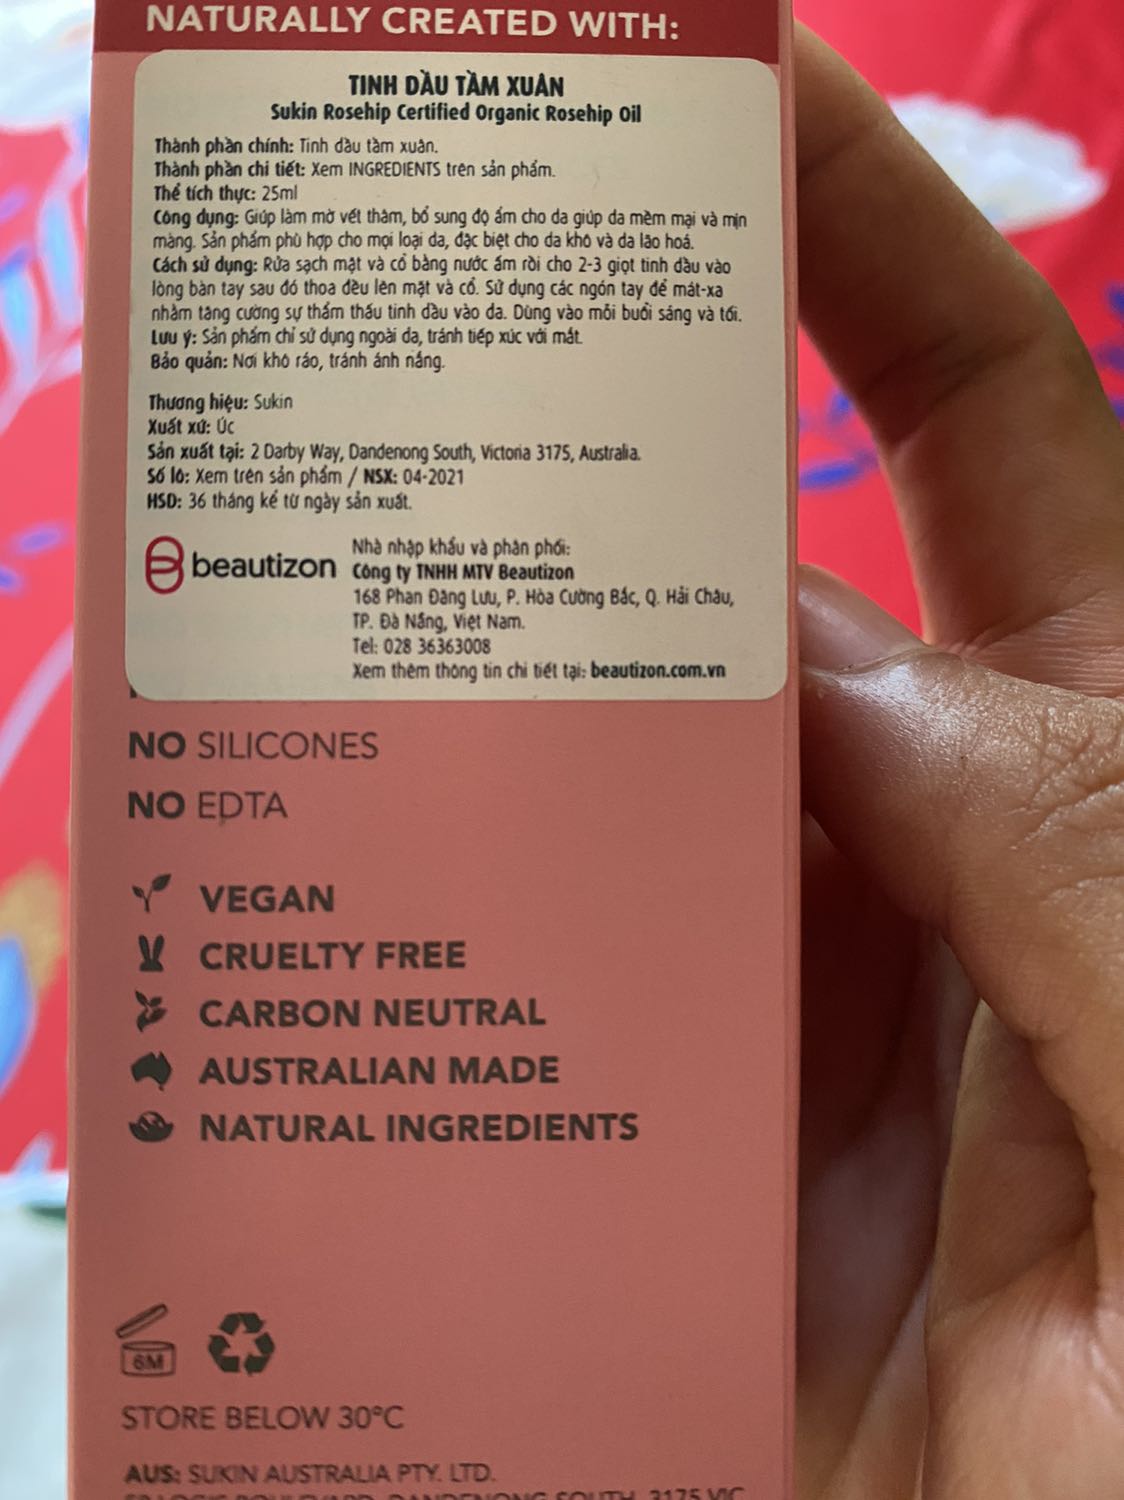 NATURALLY CREATED WITH:
TINH DẦU TẦM XUÂN
Sukin Rosehip Certified Organic Rosehip Oil
Thành phần chính: Tinh dầu tầm xuân.
Thành phần chi tiết: Xem INGREDIENTS trên sản phẩm.
Thể tích thực: 25ml
Công dụng: Giúp làm mờ vết thâm, bổ sung độ ẩm cho da giúp da mềm mại và mịn
màng. Sản phẩm phù hợp cho mọi loại da, đặc biệt cho da khô và da lão hoá.
Cách sử dụng: Rửa sạch mặt và cổ bằng nước ấm rồi cho 2-3 giọt tinh dầu vào
lòng bàn tay sau đó thoa đều lên mặt và cổ. Sử dụng các ngón tay để mát-xa
nhằm tăng cường sự thẩm thấu tinh dầu vào da. Dùng vào mỗi buổi sáng và tối.
Lưu ý: Sản phẩm chỉ sử dụng ngoài da, tránh tiếp xúc với mắt.
Bảo quản: Nơi khô ráo, tránh ánh nắng.
Thương hiệu: Sukin
Xuất xứ: Úc
Sản xuất tại: 2 Darby Way, Dandenong South, Victoria 3175, Australia.
Số lô: Xem trên sản phẩm / NSX: 04-2021
HSD: 36 tháng kể từ ngày sản xuất.
beautizon
Nhà nhập khẩu và phân phối:
Công ty TNHH MTV Beautizon
168 Phan Đăng Lưu, P. Hòa Cường Bắc, Q. Hải Châu,
TP. Đà Nẵng, Việt Nam.
Tel: 028 36363008
Xem thêm thông tin chi tiết tại: beautizon.com.vn
NO SILICONES
NO EDTA
VEGAN
CRUELTY FREE
CARBON NEUTRAL
AUSTRALIAN MADE
NATURAL INGREDIENTS
6M
STORE BELOW 30°C
AUS: SUKIN AUSTRALIA PTY. LTD.
DANDENONG SOUTH, 3175 VIC